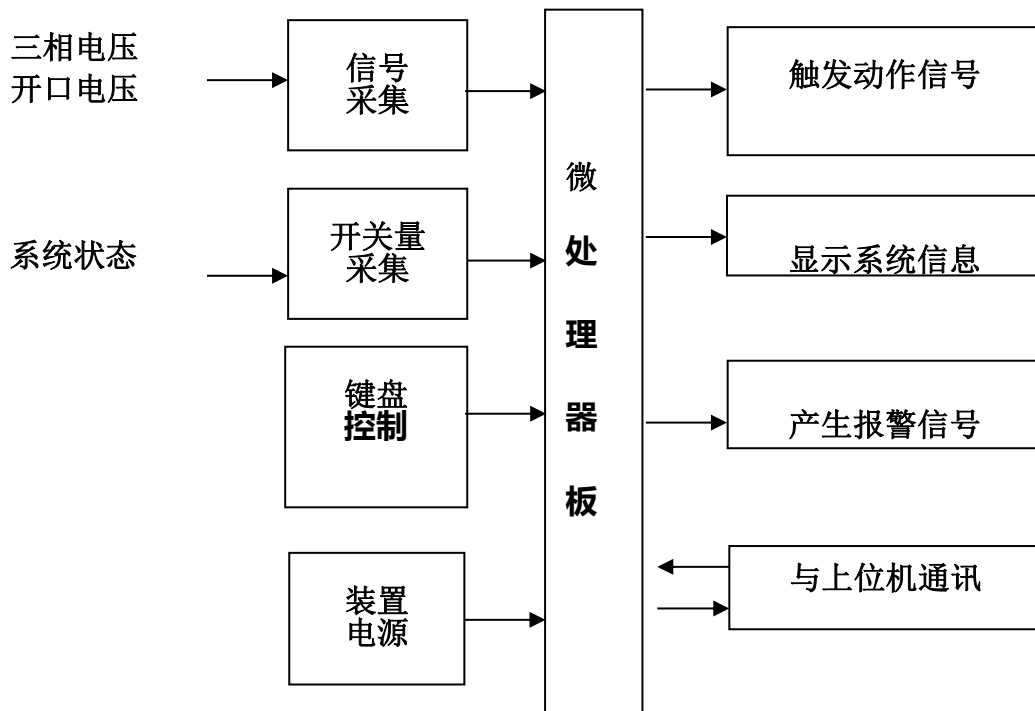 三相电压
开口电压
信号
采集
触发动作信号
系统状态
开关量
采集
微
处
理
器
板
显示系统信息
键盘
控制
产生报警信号
装置
电源
与上位机通讯